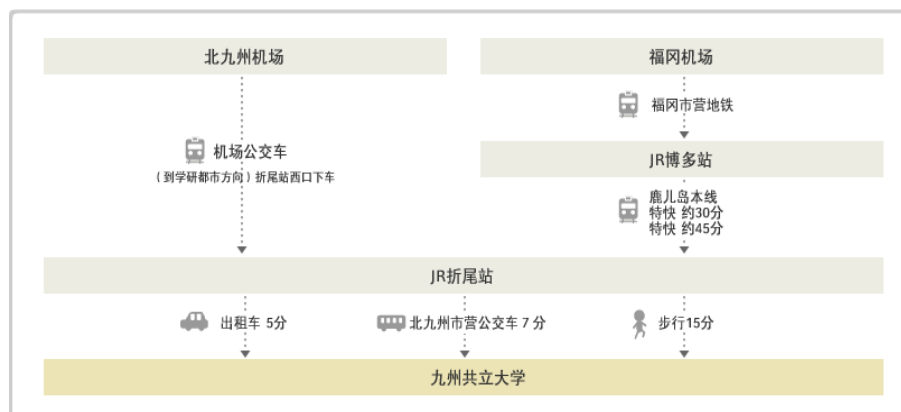 北九州机场
福冈机场
福冈市营地铁
机场公交车
（到学研都市方向）折尾站西口下车
JR博多站
鹿儿岛本线
特快 约30分
特快 约45分
JR折尾站
出租车 5分
北九州市营公交车 7 分
步行15分
九州共立大学